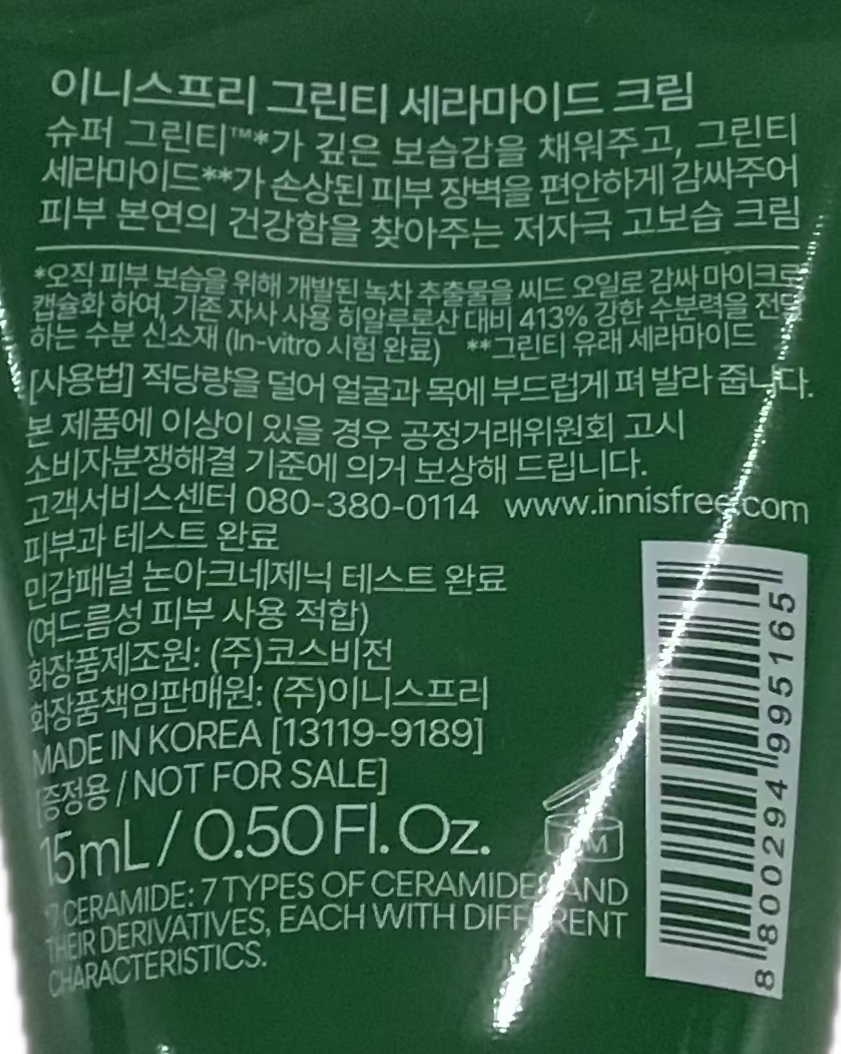 이니스프리 그린티 세라마이드 크림
슈퍼 그린티™*가 깊은 보습감을 채워주고, 그린티
세라마이드**가 손상된 피부 장벽을 편안하게 감싸주어
피부 본연의 건강함을 찾아주는 저자극 고보습 크림
*오직 피부 보습을 위해 개발된 녹차 추출물을 씨드 오일로 감싸 마이크로
캡슐화 하여, 기존 자사 사용 히알루론산 대비 413% 강한 수분력을 전달
하는 수분 신소재 (In-vitro 시험 완료) **그린티 유래 세라마이드
[사용법] 적당량을 덜어 얼굴과 목에 부드럽게 펴 발라 줍니다.
본 제품에 이상이 있을 경우 공정거래위원회 고시
소비자분쟁해결 기준에 의거 보상해 드립니다.
고객서비스센터 080-380-0114 www.innisfree.com
피부과 테스트 완료
민감패널 논아크네제닉 테스트 완료
(여드름성 피부 사용 적합)
화장품제조원: (주)코스비전
화장품책임판매원: (주)이니스프리
MADE IN KOREA [13119-9189]
[증정용 / NOT FOR SALE]
15mL / 0.50 Fl. Oz.
*7 CERAMIDE: 7 TYPES OF CERAMIDES AND
THEIR DERIVATIVES, EACH WITH DIFFERENT
CHARACTERISTICS.
8 800294 995165